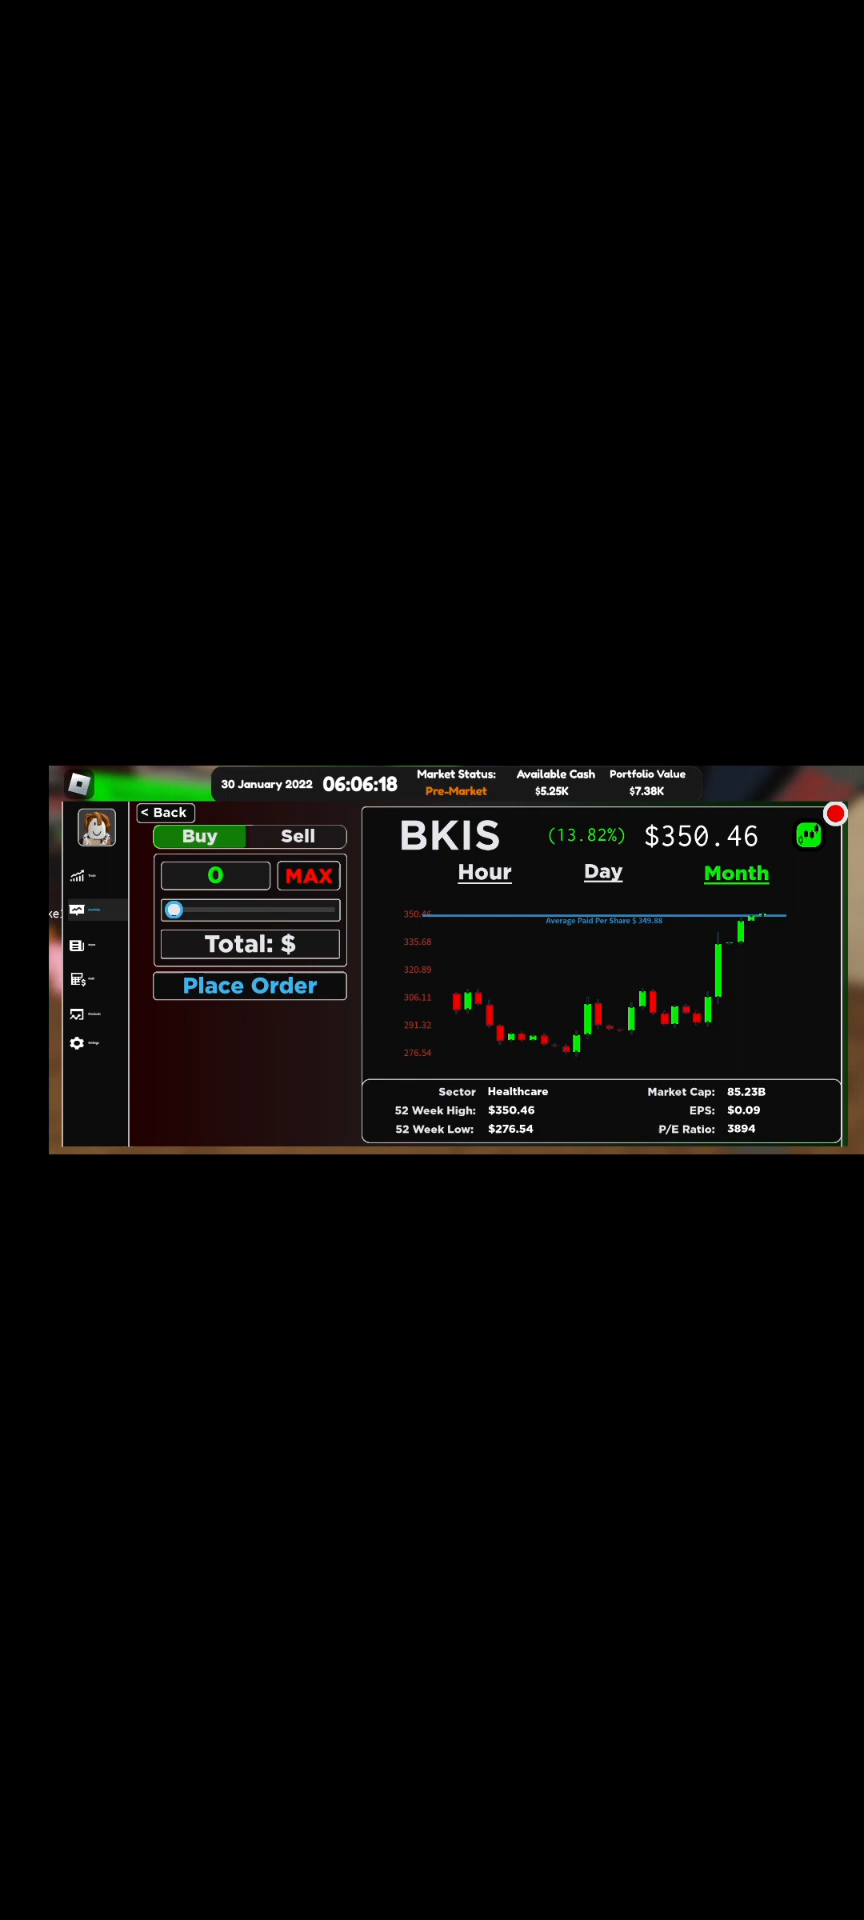 30 January 2022 06:06:18
Market Status: Available Cash Portfolio Value
Pre-Market $5.25K $7.38K
< Back
Buy Sell
0 MAX
Total: $
Place Order
BKIS (13.82%) $350.46
Hour Day Month
350.46
Average Paid Per Share $ 349.88
335.68
320.89
306.11
291.32
276.54
Sector Healthcare Market Cap: 85.23B
52 Week High: $350.46 EPS: $0.09
52 Week Low: $276.54 P/E Ratio: 3894